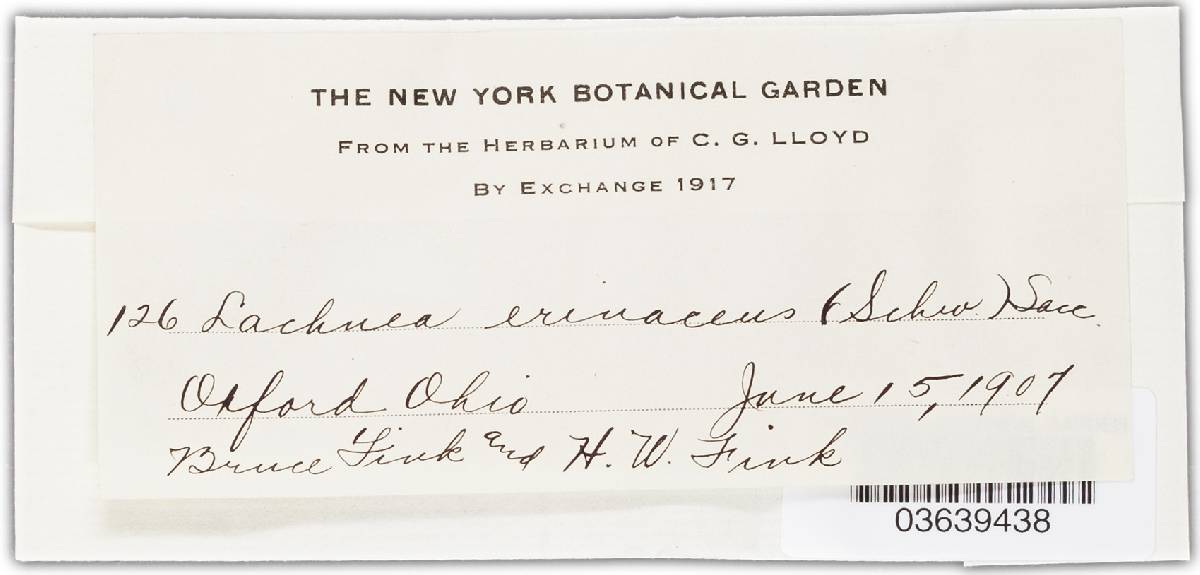 THE NEW YORK BOTANICAL GARDEN
FROM THE HERBARIUM OF C. G. LLOYD
BY EXCHANGE 1917
126 Lachnea erinaceus (Schw.) Sacc.
Oxford Ohio June 15, 1907
Bruce Fink and H. W. Fink
03639438